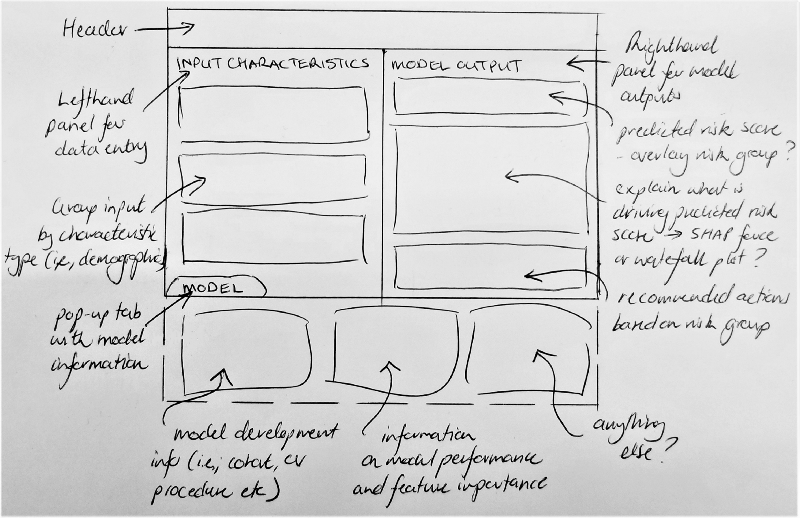 Header
INPUT CHARACTERISTICS
MODEL OUTPUT
Lefthand
panel for
data entry
Group input
by characteristic
type (i.e., demographic)
MODEL
pop-up tab
with model
information
Righthand
panel for model
outputs
predicted risk score
- overlay risk group?
explain what is
driving predicted risk
score → SHAP force
or waterfall plot?
recommended actions
based on risk group
model development
info (i.e., cohort, CV
procedure etc)
information
on model performance
and feature importance
anything
else?